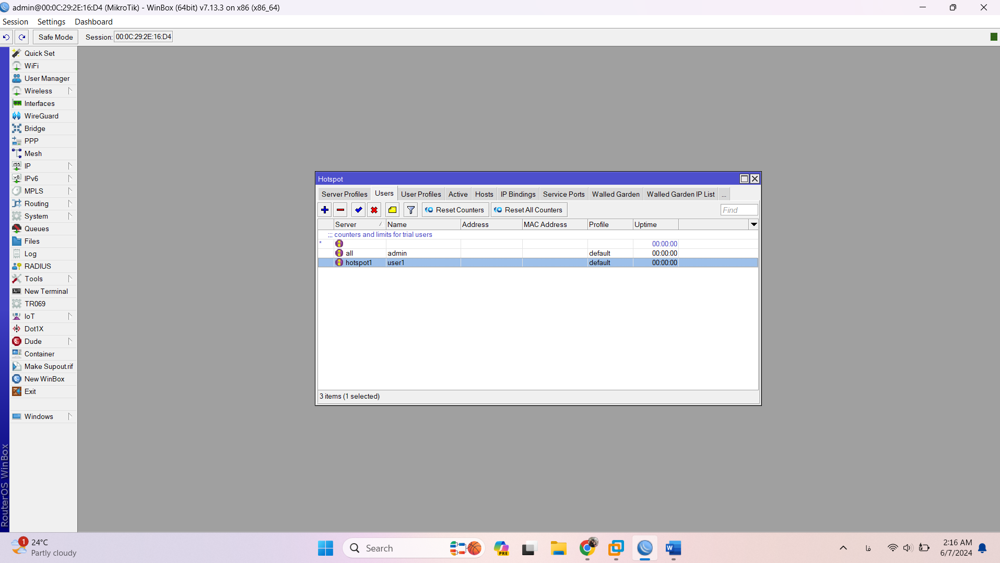 admin@00:0C:29:2E:16:D4 (MikroTik) - WinBox (64bit) v7.13.3 on x86 (x86_64)
Session Settings Dashboard
Safe Mode Session: 00:0C:29:2E:16:D4
Quick Set
WiFi
User Manager
Wireless
Interfaces
WireGuard
Bridge
PPP
Mesh
IP
IPv6
MPLS
Routing
System
Queues
Files
Log
RADIUS
Tools
New Terminal
TR069
IoT
Dot1X
Dude
Container
Make Supout.rif
New WinBox
Exit
Windows
RouterOS WinBox
Hotspot
Server Profiles Users User Profiles Active Hosts IP Bindings Service Ports Walled Garden Walled Garden IP List ...
Reset Counters Reset All Counters Find
Server Name Address MAC Address Profile Uptime
;;; counters and limits for trial users
* 00:00:00
all admin default 00:00:00
hotspot1 user1 default 00:00:00
3 items (1 selected)
1 24°C
Partly cloudy
Search
PRE
فا
2:16 AM
6/7/2024